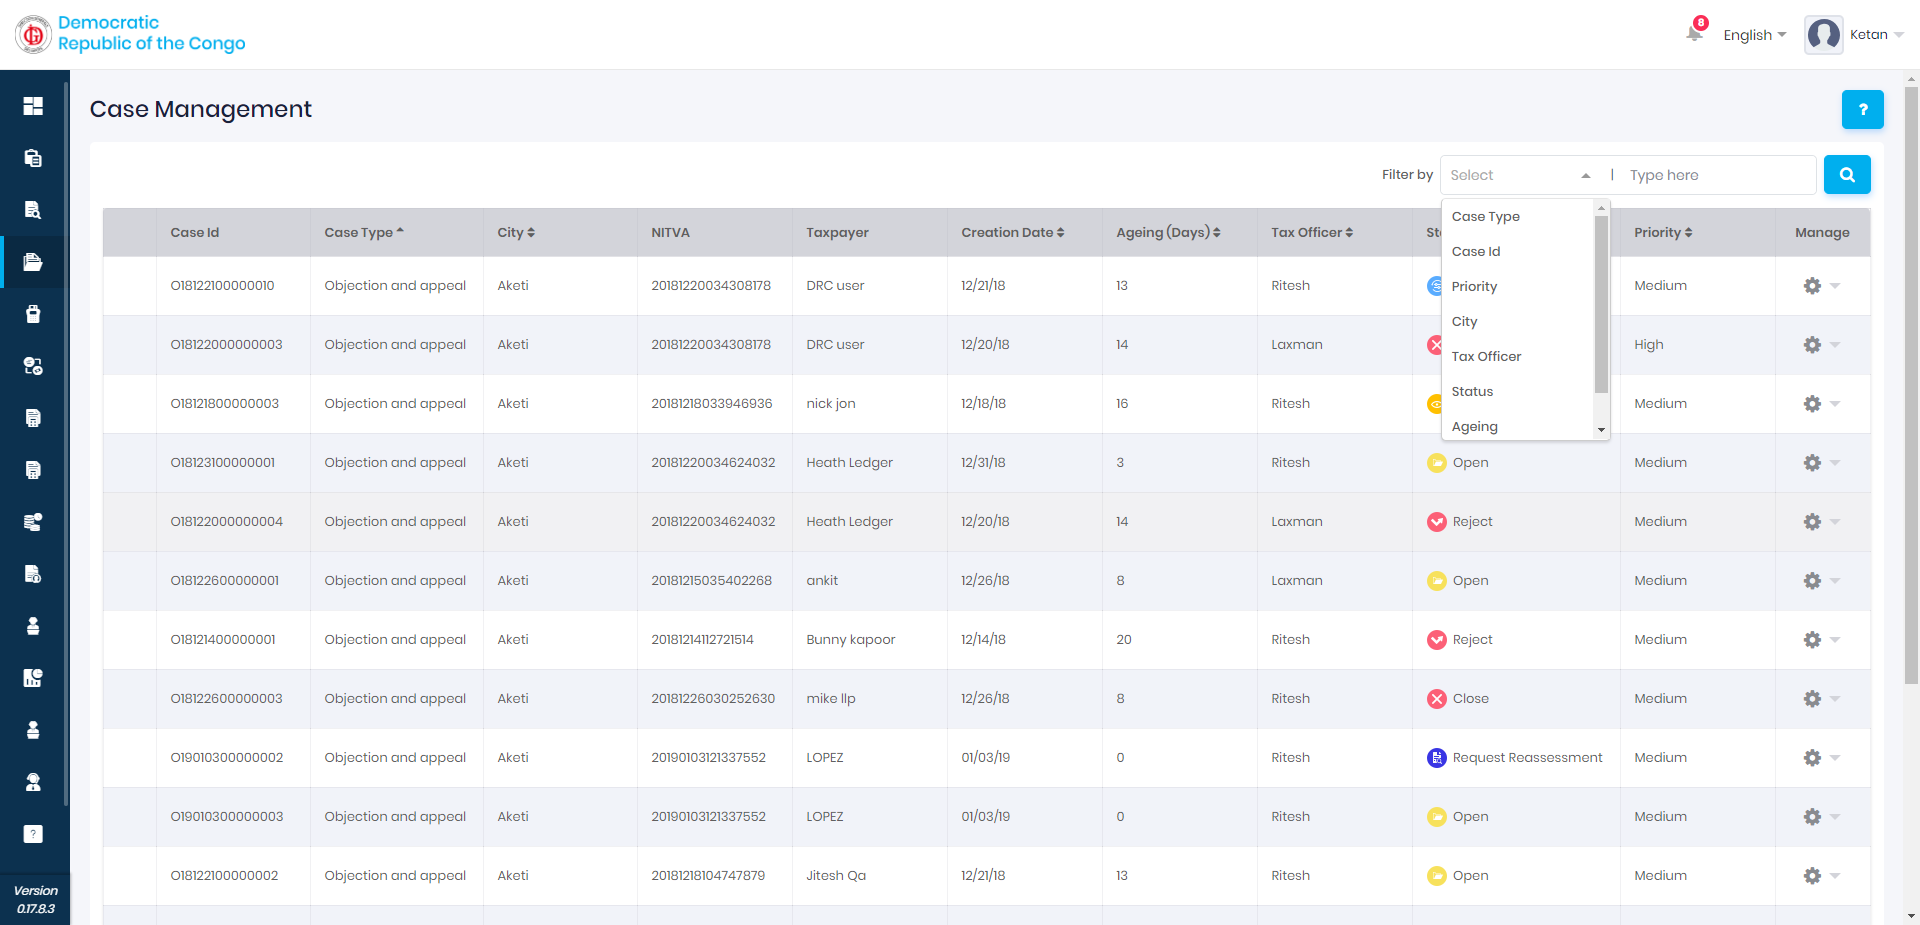 Democratic
Republic of the Congo
8
English
Ketan
Case Management
?
Filter by Select | Type here
Case Id Case Type City NITVA Taxpayer Creation Date Ageing (Days) Tax Officer Priority Manage
Case Type
Case Id
Priority
City
Tax Officer
Status
Ageing
O18122100000010 Objection and appeal Aketi 20181220034308178 DRC user 12/21/18 13 Ritesh Medium
O18122000000003 Objection and appeal Aketi 20181220034308178 DRC user 12/20/18 14 Laxman High
O18121800000003 Objection and appeal Aketi 20181218033946936 nick jon 12/18/18 16 Ritesh Medium
O18123100000001 Objection and appeal Aketi 20181220034624032 Heath Ledger 12/31/18 3 Ritesh Open Medium
O18122000000004 Objection and appeal Aketi 20181220034624032 Heath Ledger 12/20/18 14 Laxman Reject Medium
O18122600000001 Objection and appeal Aketi 20181215035402268 ankit 12/26/18 8 Laxman Open Medium
O18121400000001 Objection and appeal Aketi 20181214112721514 Bunny kapoor 12/14/18 20 Ritesh Reject Medium
O18122600000003 Objection and appeal Aketi 20181226030252630 mike llp 12/26/18 8 Ritesh Close Medium
O19010300000002 Objection and appeal Aketi 20190103121337552 LOPEZ 01/03/19 0 Ritesh Request Reassessment Medium
O19010300000003 Objection and appeal Aketi 20190103121337552 LOPEZ 01/03/19 0 Ritesh Open Medium
O18122100000002 Objection and appeal Aketi 20181218104747879 Jitesh Qa 12/21/18 13 Ritesh Open Medium
?
Version
0.17.8.3